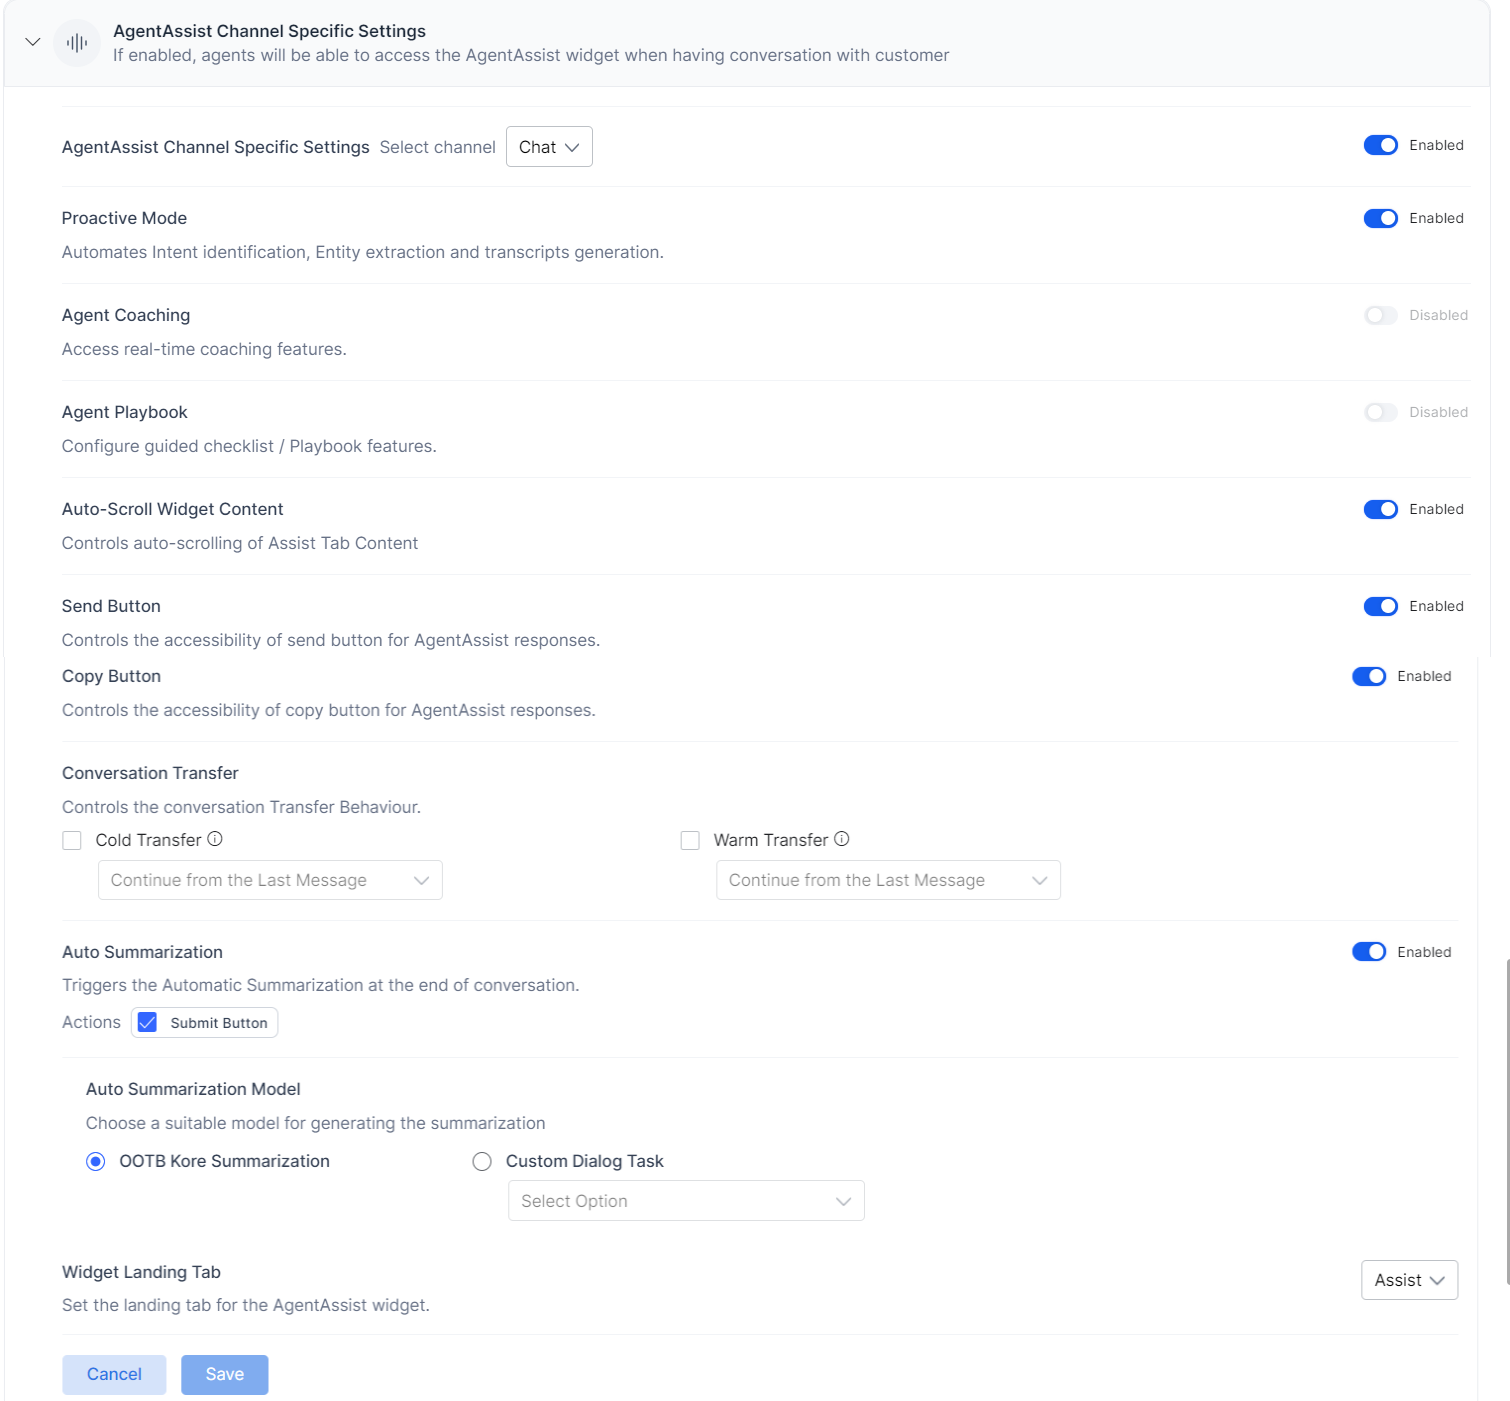 AgentAssist Channel Specific Settings
If enabled, agents will be able to access the AgentAssist widget when having conversation with customer
AgentAssist Channel Specific Settings Select channel Chat Enabled
Proactive Mode Enabled
Automates Intent identification, Entity extraction and transcripts generation.
Agent Coaching Disabled
Access real-time coaching features.
Agent Playbook Disabled
Configure guided checklist / Playbook features.
Auto-Scroll Widget Content Enabled
Controls auto-scrolling of Assist Tab Content
Send Button Enabled
Controls the accessibility of send button for AgentAssist responses.
Copy Button Enabled
Controls the accessibility of copy button for AgentAssist responses.
Conversation Transfer
Controls the conversation Transfer Behaviour.
Cold Transfer Warm Transfer
Continue from the Last Message Continue from the Last Message
Auto Summarization Enabled
Triggers the Automatic Summarization at the end of conversation.
Actions Submit Button
Auto Summarization Model
Choose a suitable model for generating the summarization
OOTB Kore Summarization Custom Dialog Task
Select Option
Widget Landing Tab Assist
Set the landing tab for the AgentAssist widget.
Cancel Save